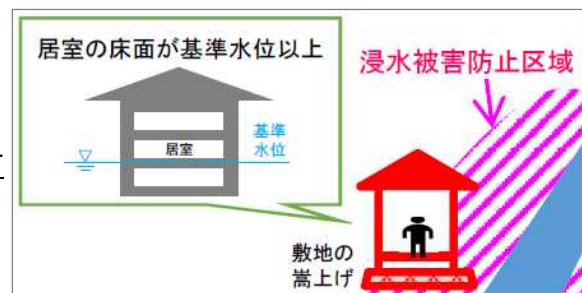 居室の床面が基準水位以上
浸水被害防止区域
基準
水位
居室
敷地の
嵩上げ